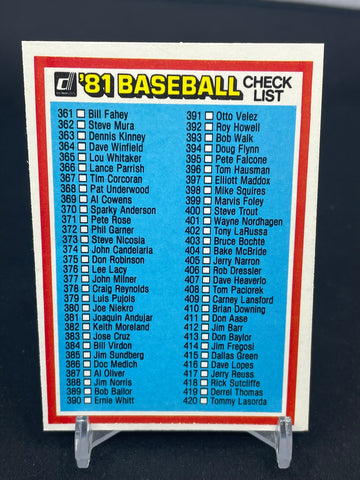 '81 BASEBALL CHECK LIST
361 Bill Fahey
362 Steve Mura
363 Dennis Kinney
364 Dave Winfield
365 Lou Whitaker
366 Lance Parrish
367 Tim Corcoran
368 Pat Underwood
369 Al Cowens
370 Sparky Anderson
371 Pete Rose
372 Phil Garner
373 Steve Nicosia
374 John Candelaria
375 Don Robinson
376 Lee Lacy
377 John Milner
378 Craig Reynolds
379 Luis Pujols
380 Joe Niekro
381 Joaquin Andujar
382 Keith Moreland
383 Jose Cruz
384 Bill Virdon
385 Jim Sundberg
386 Doc Medich
387 Al Oliver
388 Jim Norris
389 Bob Bailor
390 Ernie Whitt
391 Otto Velez
392 Roy Howell
393 Bob Walk
394 Doug Flynn
395 Pete Falcone
396 Tom Hausman
397 Elliott Maddox
398 Mike Squires
399 Marvis Foley
400 Steve Trout
401 Wayne Nordhagen
402 Tony LaRussa
403 Bruce Bochte
404 Bake McBride
405 Jerry Narron
406 Rob Dressler
407 Dave Heaverlo
408 Tom Paciorek
409 Carney Lansford
410 Brian Downing
411 Don Aase
412 Jim Barr
413 Don Baylor
414 Jim Fregosi
415 Dallas Green
416 Dave Lopes
417 Jerry Reuss
418 Rick Sutcliffe
419 Derrel Thomas
420 Tommy Lasorda